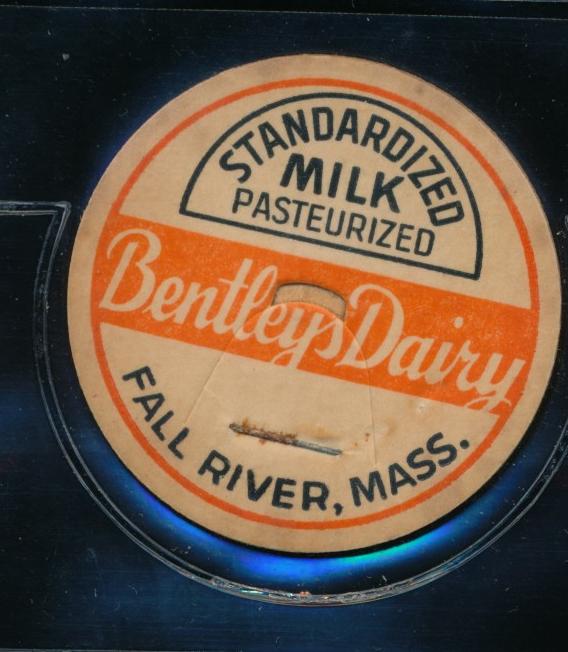 STANDARDIZED
MILK
PASTEURIZED
Bentleys Dairy
FALL RIVER, MASS.